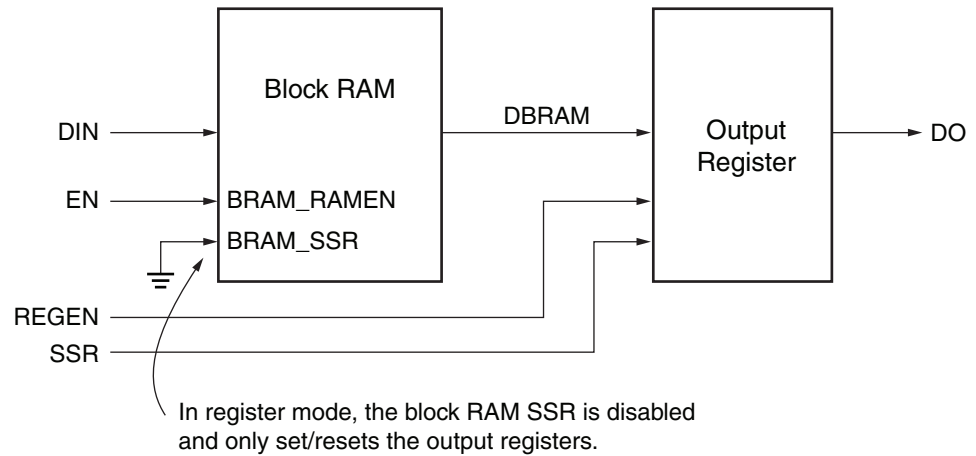 Block RAM
DIN
DBRAM
Output
Register
DO
EN
BRAM_RAMEN
BRAM_SSR
REGEN
SSR
In register mode, the block RAM SSR is disabled
and only set/resets the output registers.